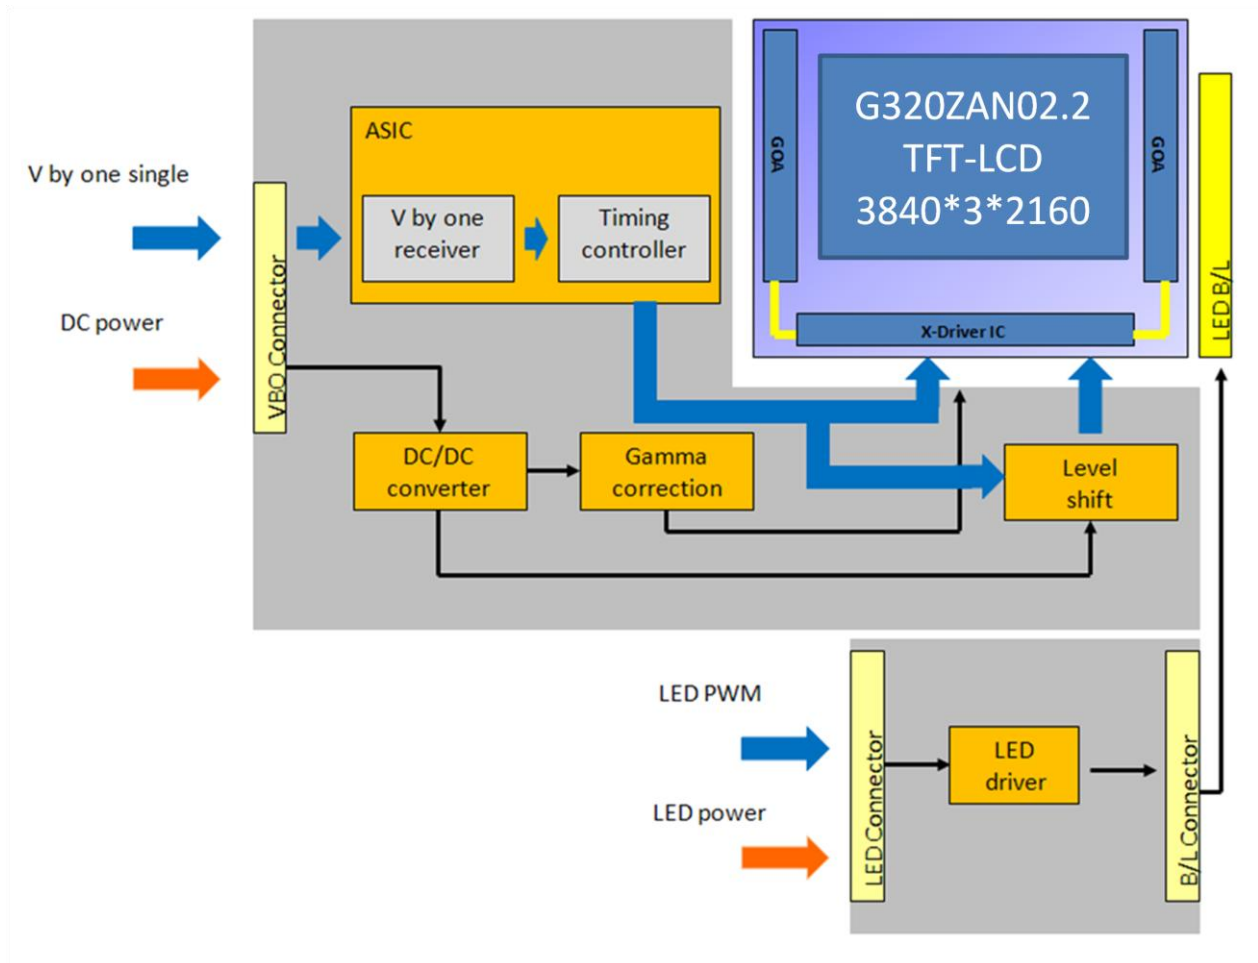 V by one single
DC power
VBO Connector
ASIC
V by one
receiver
Timing
controller
DC/DC
converter
Gamma
correction
Level
shift
GOA
G320ZAN02.2
TFT-LCD
3840*3*2160
GOA
X-Driver IC
LED B/L
LED PWM
LED power
LED Connector
LED
driver
B/L Connector